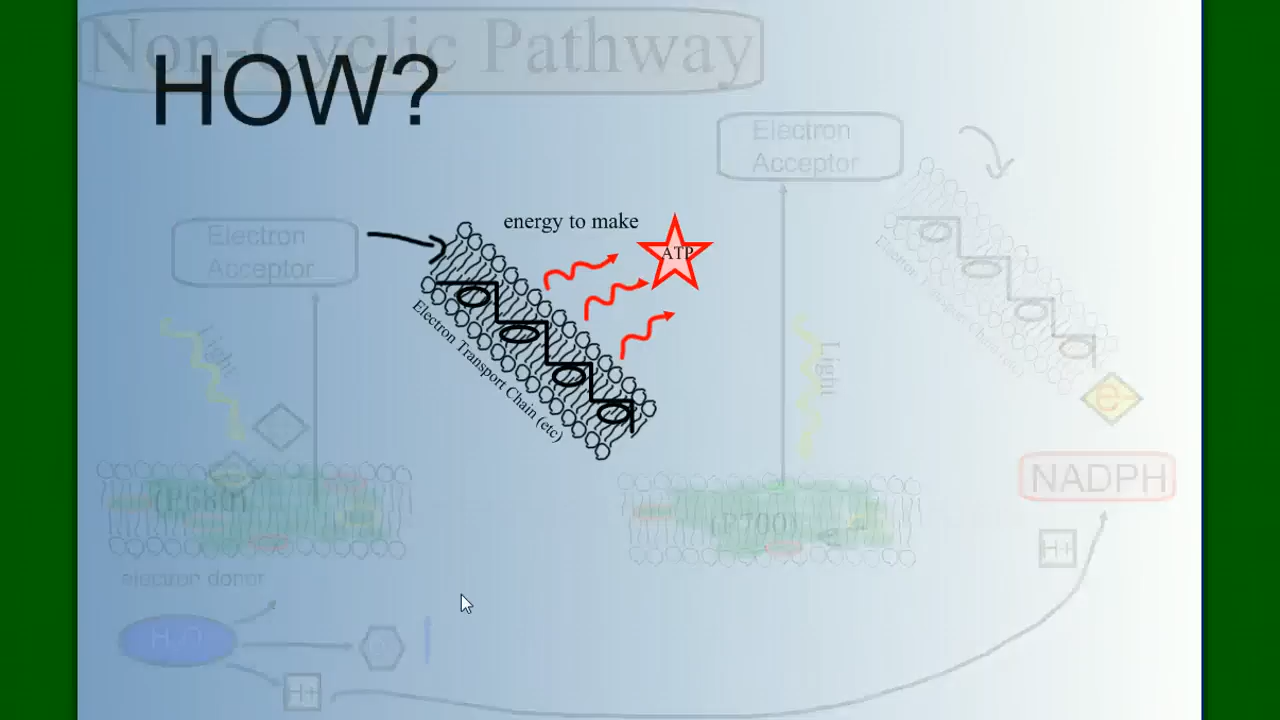 Non-Cyclic Pathway
HOW?
Electron
Acceptor
energy to make
ATP
Electron
Acceptor
Electron Transport Chain (etc)
Light
Light
e-
NADPH
(P680)
(P700)
H+
electron donor
H₂O
H+